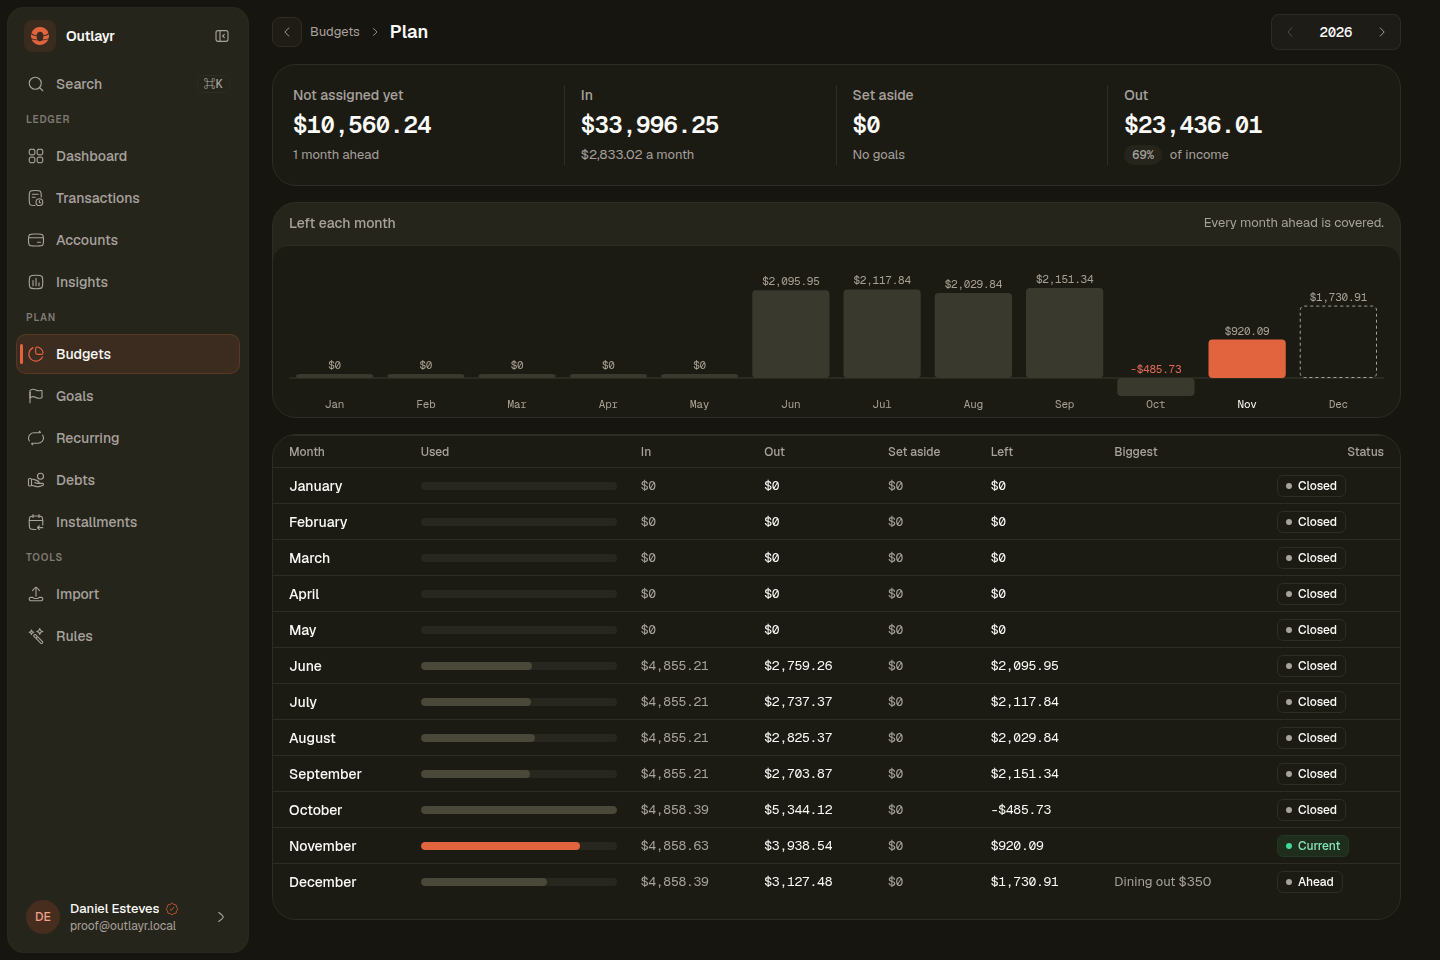 Outlayr
Search ⌘K
LEDGER
Dashboard
Transactions
Accounts
Insights
PLAN
Budgets
Goals
Recurring
Debts
Installments
TOOLS
Import
Rules
DE
Daniel Esteves
proof@outlayr.local
Budgets > Plan
2026
Not assigned yet
$10,560.24
1 month ahead
In
$33,996.25
$2,833.02 a month
Set aside
$0
No goals
Out
$23,436.01
69% of income
Left each month
Every month ahead is covered.
$0 $0 $0 $0 $0 $2,095.95 $2,117.84 $2,029.84 $2,151.34 -$485.73 $920.09 $1,730.91
Jan Feb Mar Apr May Jun Jul Aug Sep Oct Nov Dec
Month Used In Out Set aside Left Biggest Status
January $0 $0 $0 $0 Closed
February $0 $0 $0 $0 Closed
March $0 $0 $0 $0 Closed
April $0 $0 $0 $0 Closed
May $0 $0 $0 $0 Closed
June $4,855.21 $2,759.26 $0 $2,095.95 Closed
July $4,855.21 $2,737.37 $0 $2,117.84 Closed
August $4,855.21 $2,825.37 $0 $2,029.84 Closed
September $4,855.21 $2,703.87 $0 $2,151.34 Closed
October $4,858.39 $5,344.12 $0 -$485.73 Closed
November $4,858.63 $3,938.54 $0 $920.09 Current
December $4,858.39 $3,127.48 $0 $1,730.91 Dining out $350 Ahead